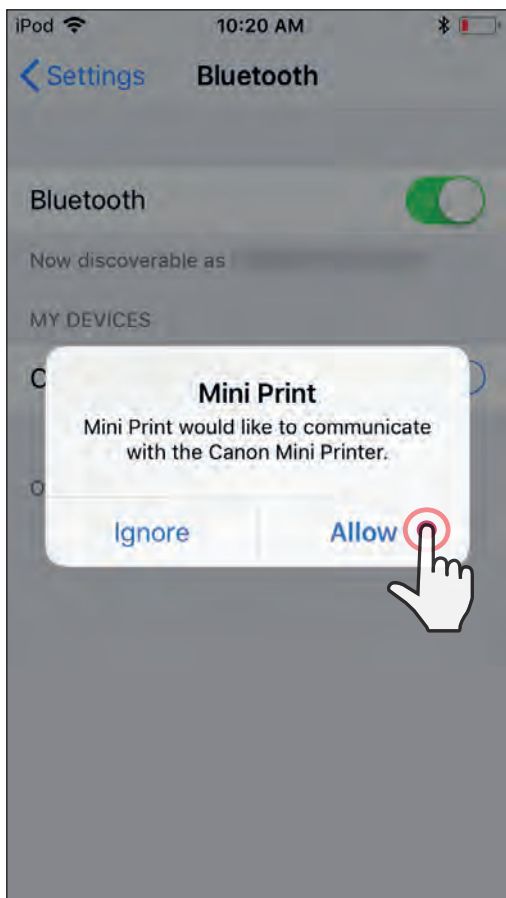 iPod 10:20 AM
Settings Bluetooth
Bluetooth
Now discoverable as
MY DEVICES
C
Mini Print
Mini Print would like to communicate
with the Canon Mini Printer.
O
Ignore Allow